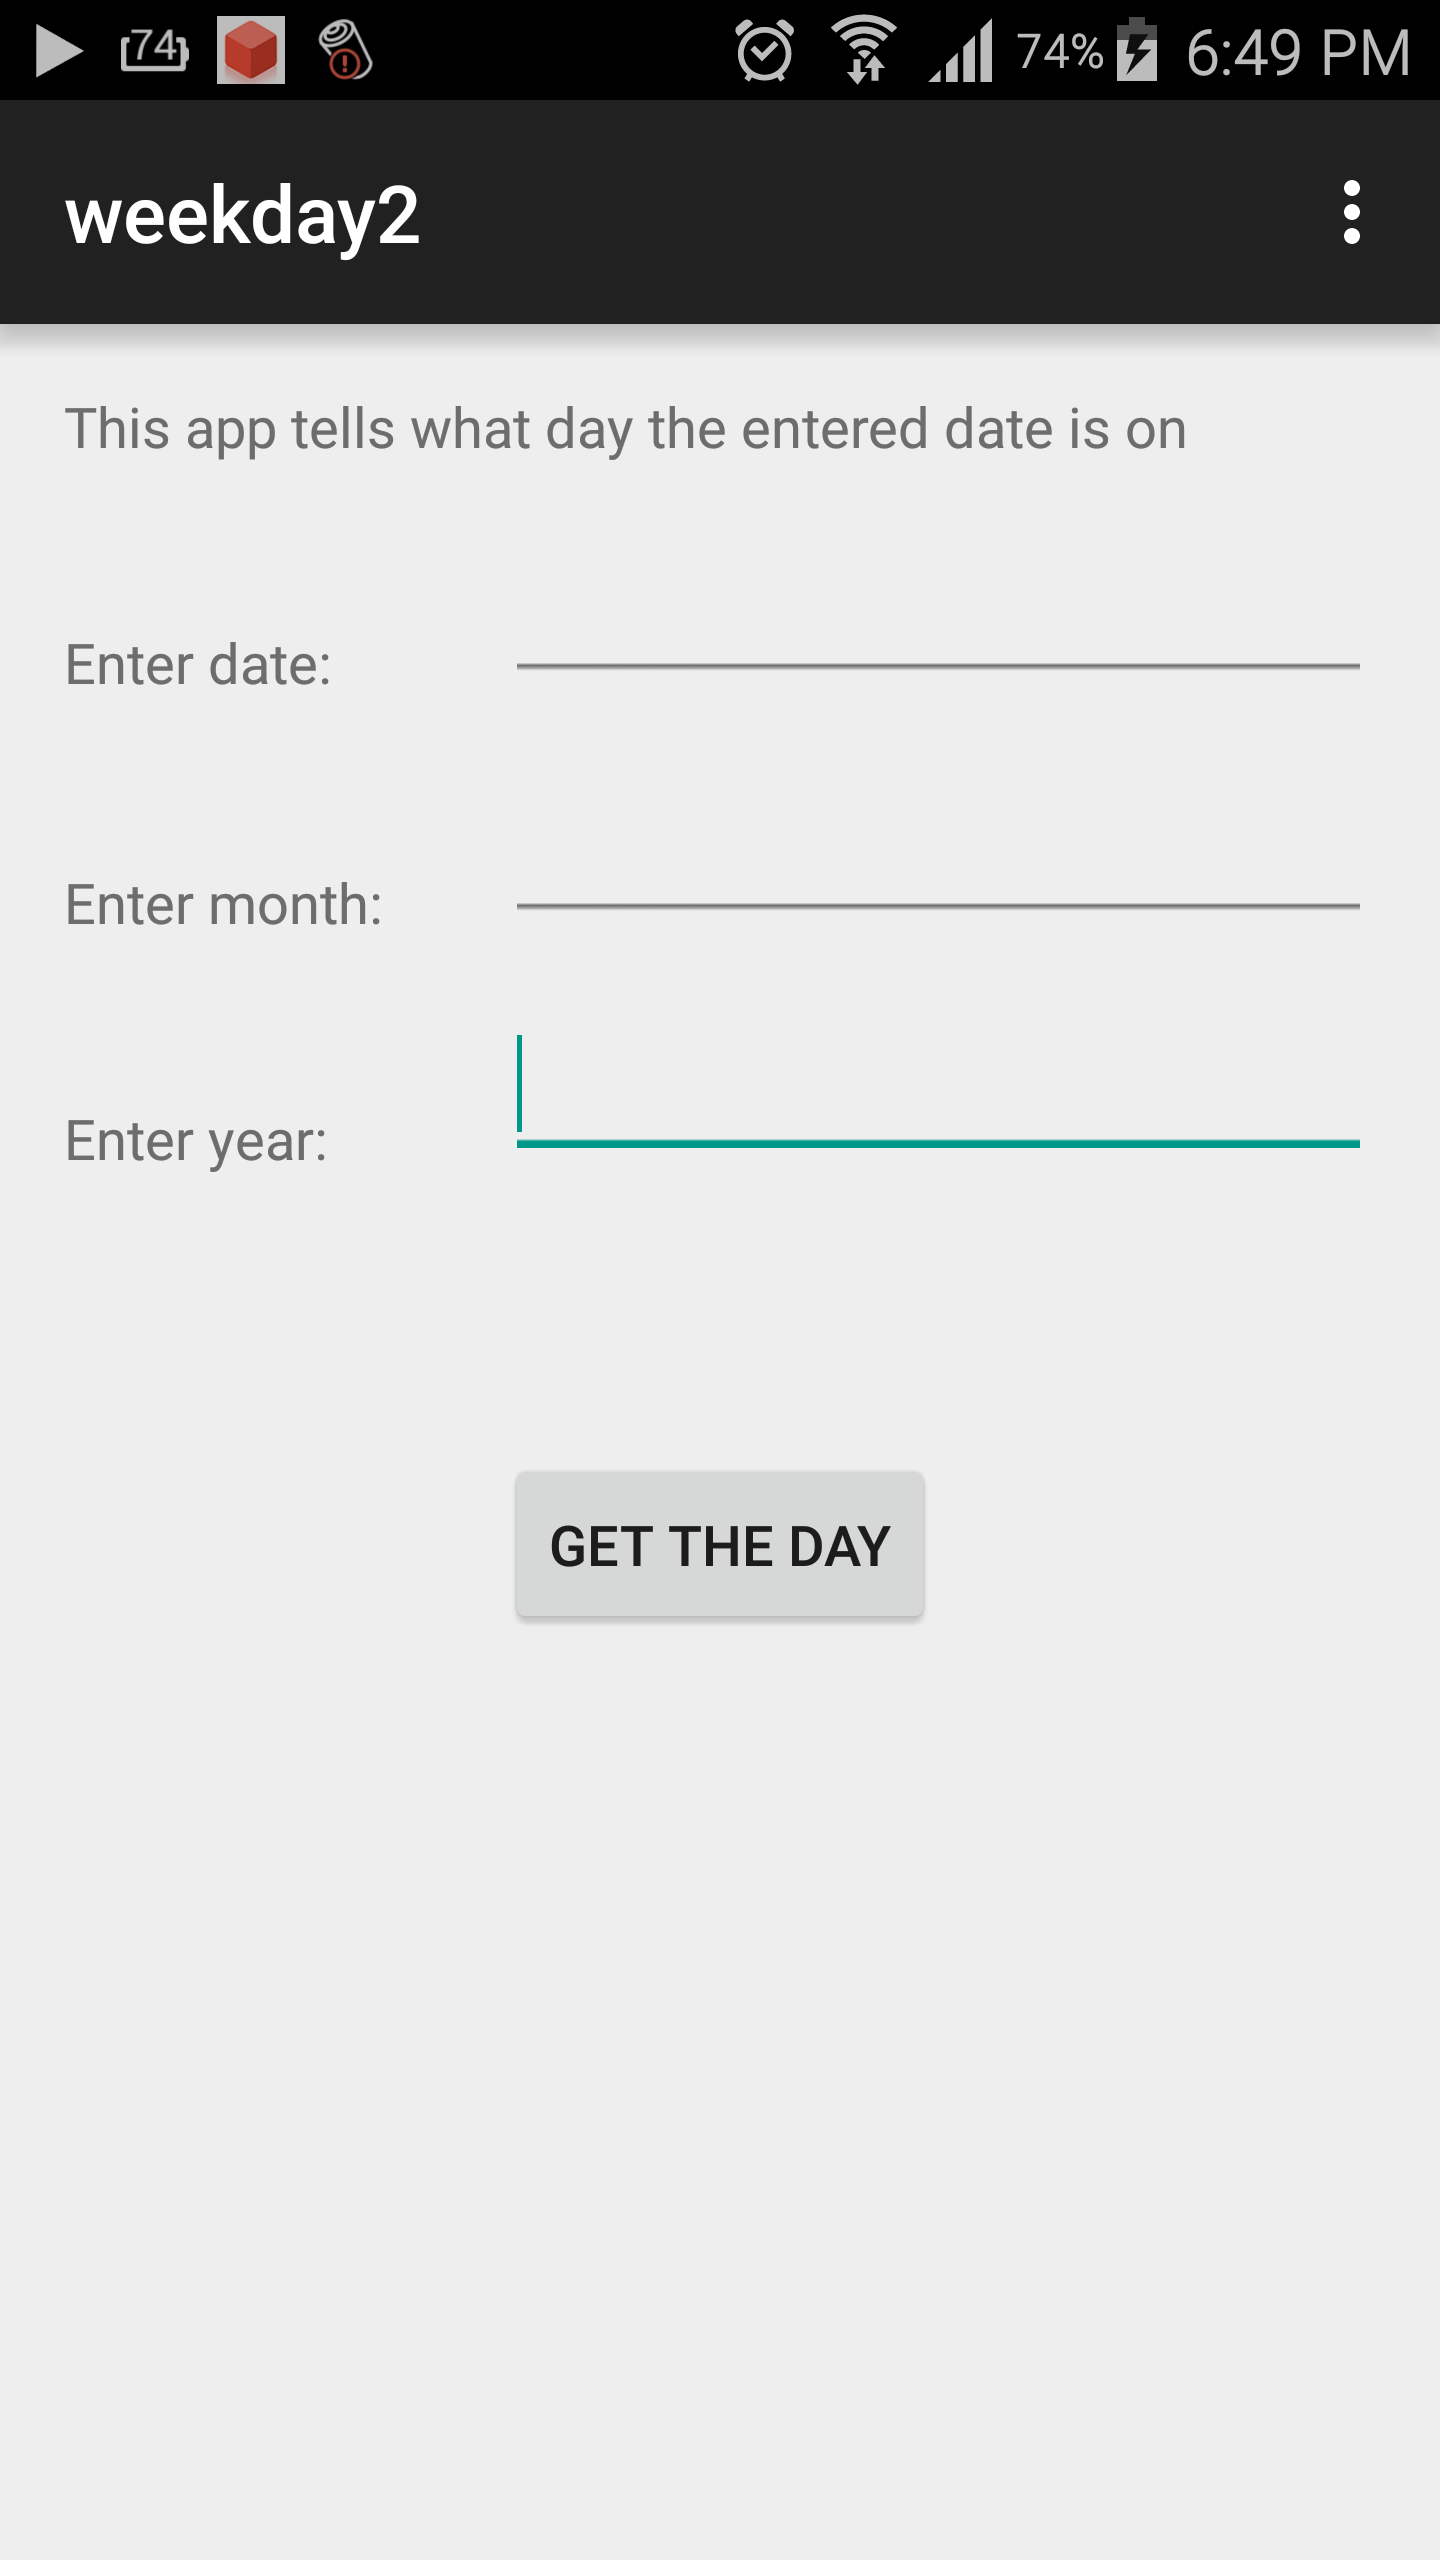 74 74% 6:49 PM
weekday2
This app tells what day the entered date is on
Enter date:
Enter month:
Enter year:
GET THE DAY